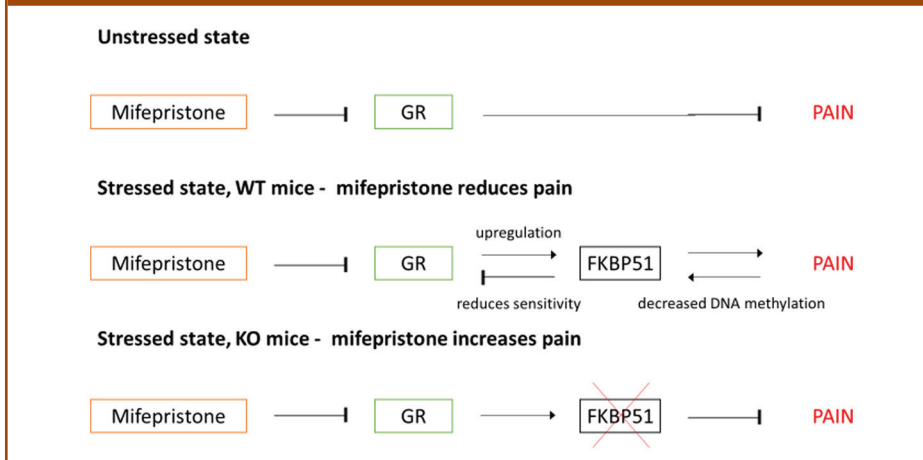 Unstressed state
Mifepristone GR PAIN
Stressed state, WT mice - mifepristone reduces pain
upregulation
Mifepristone GR FKBP51 PAIN
reduces sensitivity decreased DNA methylation
Stressed state, KO mice - mifepristone increases pain
Mifepristone GR FKBP51 PAIN